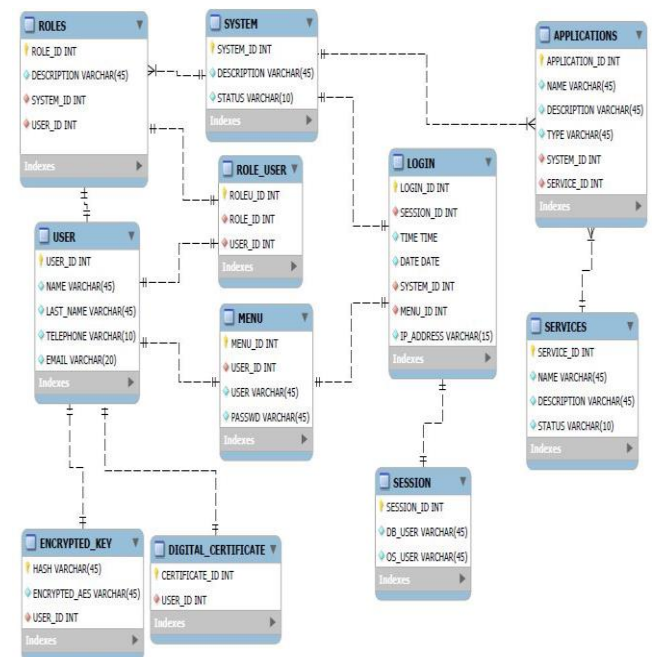 ROLES
ROLE_ID INT
DESCRIPTION VARCHAR(45)
SYSTEM_ID INT
USER_ID INT
Indexes
SYSTEM
SYSTEM_ID INT
DESCRIPTION VARCHAR(45)
STATUS VARCHAR(10)
Indexes
APPLICATIONS
APPLICATION_ID INT
NAME VARCHAR(45)
DESCRIPTION VARCHAR(45)
TYPE VARCHAR(45)
SYSTEM_ID INT
SERVICE_ID INT
Indexes
ROLE_USER
ROLEU_ID INT
ROLE_ID INT
USER_ID INT
Indexes
LOGIN
LOGIN_ID INT
SESSION_ID INT
TIME TIME
DATE DATE
SYSTEM_ID INT
MENU_ID INT
IP_ADDRESS VARCHAR(15)
Indexes
USER
USER_ID INT
NAME VARCHAR(45)
LAST_NAME VARCHAR(45)
TELEPHONE VARCHAR(10)
EMAIL VARCHAR(20)
Indexes
MENU
MENU_ID INT
USER_ID INT
USER VARCHAR(45)
PASSWD VARCHAR(45)
Indexes
SERVICES
SERVICE_ID INT
NAME VARCHAR(45)
DESCRIPTION VARCHAR(45)
STATUS VARCHAR(10)
Indexes
SESSION
SESSION_ID INT
DB_USER VARCHAR(45)
OS_USER VARCHAR(45)
Indexes
ENCRYPTED_KEY
HASH VARCHAR(45)
ENCRYPTED_AES VARCHAR(45)
USER_ID INT
Indexes
DIGITAL_CERTIFICATE
CERTIFICATE_ID INT
USER_ID INT
Indexes